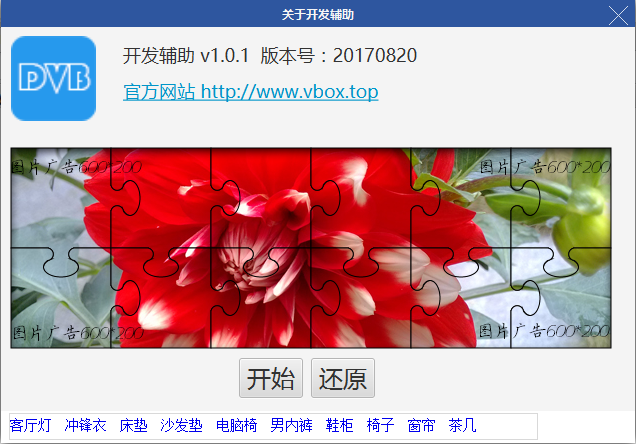 关于开发辅助
DVB
开发辅助 v1.0.1 版本号：20170820
官方网站 http://www.vbox.top
图片广告600*200 图片广告600*200
图片广告600*200 图片广告600*200
开始 还原
客厅灯 冲锋衣 床垫 沙发垫 电脑椅 男内裤 鞋柜 椅子 窗帘 茶几